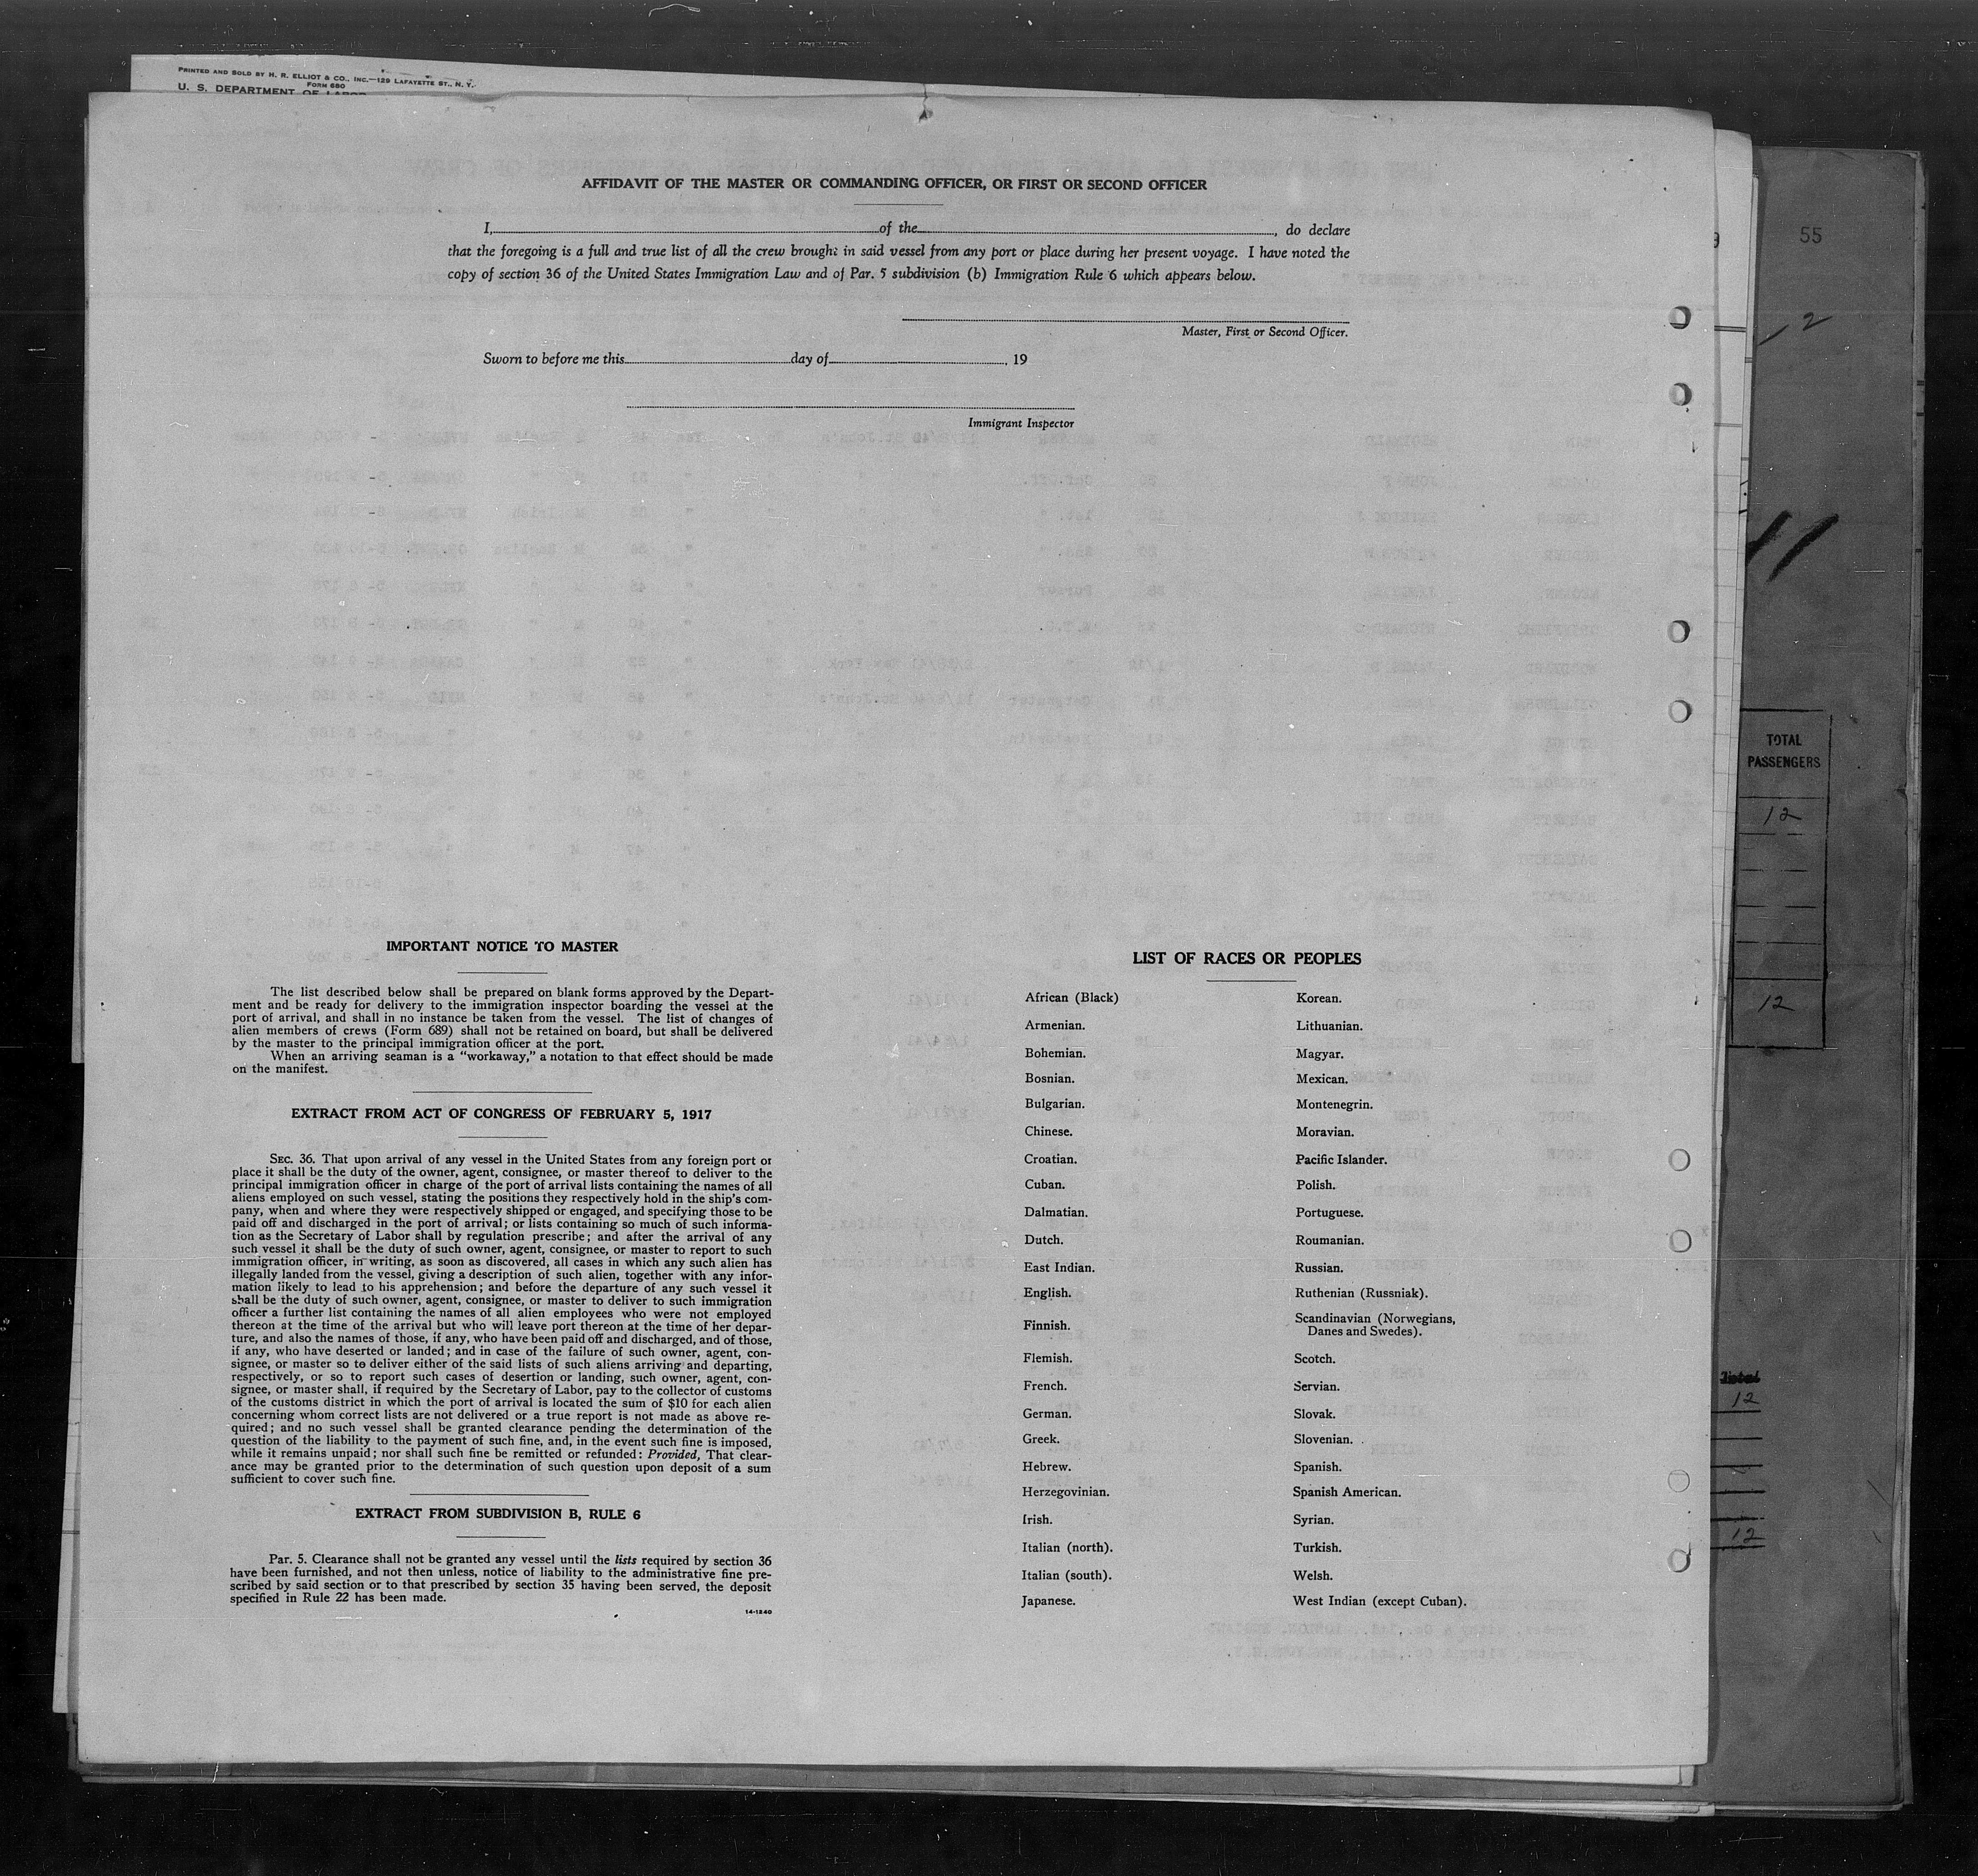 PRINTED AND SOLD BY H. R. ELLIOT & CO., INC.—129 LAFAYETTE ST., N. Y.
FORM 680
U. S. DEPARTMENT OF LABOR
AFFIDAVIT OF THE MASTER OR COMMANDING OFFICER, OR FIRST OR SECOND OFFICER
I, of the , do declare
that the foregoing is a full and true list of all the crew brought in said vessel from any port or place during her present voyage. I have noted the
copy of section 36 of the United States Immigration Law and of Par. 5 subdivision (b) Immigration Rule 6 which appears below.
Master, First or Second Officer.
Sworn to before me this day of , 19
Immigrant Inspector
IMPORTANT NOTICE TO MASTER
The list described below shall be prepared on blank forms approved by the Depart-
ment and be ready for delivery to the immigration inspector boarding the vessel at the
port of arrival, and shall in no instance be taken from the vessel. The list of changes of
alien members of crews (Form 689) shall not be retained on board, but shall be delivered
by the master to the principal immigration officer at the port.
When an arriving seaman is a “workaway,” a notation to that effect should be made
on the manifest.
EXTRACT FROM ACT OF CONGRESS OF FEBRUARY 5, 1917
SEC. 36. That upon arrival of any vessel in the United States from any foreign port or
place it shall be the duty of the owner, agent, consignee, or master thereof to deliver to the
principal immigration officer in charge of the port of arrival lists containing the names of all
aliens employed on such vessel, stating the positions they respectively hold in the ship's com-
pany, when and where they were respectively shipped or engaged, and specifying those to be
paid off and discharged in the port of arrival; or lists containing so much of such informa-
tion as the Secretary of Labor shall by regulation prescribe; and after the arrival of any
such vessel it shall be the duty of such owner, agent, consignee, or master to report to such
immigration officer, in writing, as soon as discovered, all cases in which any such alien has
illegally landed from the vessel, giving a description of such alien, together with any infor-
mation likely to lead to his apprehension; and before the departure of any such vessel it
shall be the duty of such owner, agent, consignee, or master to deliver to such immigration
officer a further list containing the names of all alien employees who were not employed
thereon at the time of the arrival but who will leave port thereon at the time of her depar-
ture, and also the names of those, if any, who have been paid off and discharged, and of those,
if any, who have deserted or landed; and in case of the failure of such owner, agent, con-
signee, or master so to deliver either of the said lists of such aliens arriving and departing,
respectively, or so to report such cases of desertion or landing, such owner, agent, con-
signee, or master shall, if required by the Secretary of Labor, pay to the collector of customs
of the customs district in which the port of arrival is located the sum of $10 for each alien
concerning whom correct lists are not delivered or a true report is not made as above re-
quired; and no such vessel shall be granted clearance pending the determination of the
question of the liability to the payment of such fine, and, in the event such fine is imposed,
while it remains unpaid; nor shall such fine be remitted or refunded: Provided, That clear-
ance may be granted prior to the determination of such question upon deposit of a sum
sufficient to cover such fine.
EXTRACT FROM SUBDIVISION B, RULE 6
Par. 5. Clearance shall not be granted any vessel until the lists required by section 36
have been furnished, and not then unless, notice of liability to the administrative fine pre-
scribed by said section or to that prescribed by section 35 having been served, the deposit
specified in Rule 22 has been made.
14-1240
LIST OF RACES OR PEOPLES
African (Black)
Armenian.
Bohemian.
Bosnian.
Bulgarian.
Chinese.
Croatian.
Cuban.
Dalmatian.
Dutch.
East Indian.
English.
Finnish.
Flemish.
French.
German.
Greek.
Hebrew.
Herzegovinian.
Irish.
Italian (north).
Italian (south).
Japanese.
Korean.
Lithuanian.
Magyar.
Mexican.
Montenegrin.
Moravian.
Pacific Islander.
Polish.
Portuguese.
Roumanian.
Russian.
Ruthenian (Russniak).
Scandinavian (Norwegians,
Danes and Swedes).
Scotch.
Servian.
Slovak.
Slovenian.
Spanish.
Spanish American.
Syrian.
Turkish.
Welsh.
West Indian (except Cuban).
55
12
11
TOTAL
PASSENGERS
12
12
Total
12
12